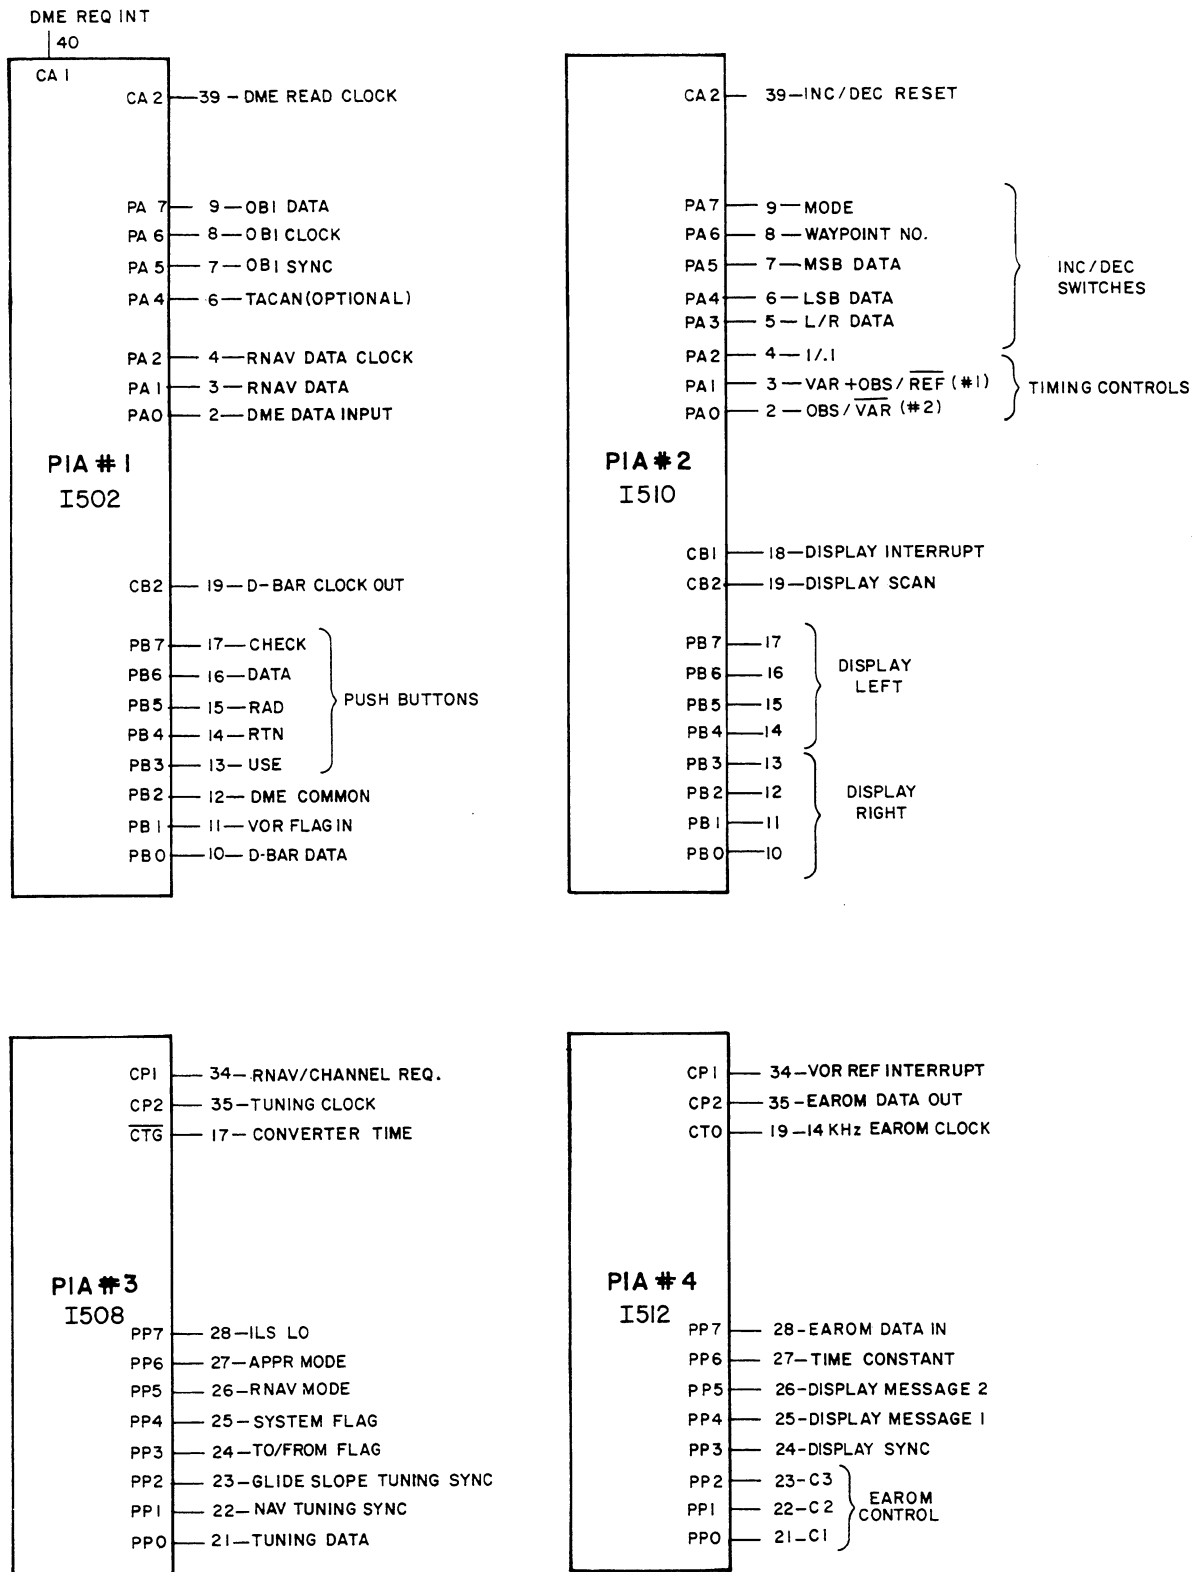 DME REQ INT
40
CA 1
CA 2 39 - DME READ CLOCK
PA 7 9 - OBI DATA
PA 6 8 - OBI CLOCK
PA 5 7 - OBI SYNC
PA 4 6 - TACAN (OPTIONAL)
PA 2 4 - RNAV DATA CLOCK
PA 1 3 - RNAV DATA
PA0 2 - DME DATA INPUT
PIA # 1
I502
CB2 19 - D-BAR CLOCK OUT
PB7 17 - CHECK
PB6 16 - DATA
PB5 15 - RAD
PB4 14 - RTN
PB3 13 - USE
PUSH BUTTONS
PB2 12 - DME COMMON
PB1 11 - VOR FLAG IN
PB0 10 - D-BAR DATA
CA2 39 - INC/DEC RESET
PA7 9 - MODE
PA6 8 - WAYPOINT NO.
PA5 7 - MSB DATA
PA4 6 - LSB DATA
PA3 5 - L/R DATA
INC/DEC
SWITCHES
PA2 4 - 1/.1
PA1 3 - VAR +OBS/R̅E̅F̅ (#1)
PA0 2 - OBS/V̅A̅R̅ (#2)
TIMING CONTROLS
PIA #2
I510
CB1 18 - DISPLAY INTERRUPT
CB2 19 - DISPLAY SCAN
PB7 17
PB6 16
PB5 15
PB4 14
DISPLAY
LEFT
PB3 13
PB2 12
PB1 11
PB0 10
DISPLAY
RIGHT
CP1 34 - RNAV/CHANNEL REQ.
CP2 35 - TUNING CLOCK
C̅T̅G̅ 17 - CONVERTER TIME
PIA #3
I508
PP7 28 - ILS LO
PP6 27 - APPR MODE
PP5 26 - RNAV MODE
PP4 25 - SYSTEM FLAG
PP3 24 - TO/FROM FLAG
PP2 23 - GLIDE SLOPE TUNING SYNC
PP1 22 - NAV TUNING SYNC
PP0 21 - TUNING DATA
CP1 34 - VOR REF INTERRUPT
CP2 35 - EAROM DATA OUT
CTO 19 - 14 KHz EAROM CLOCK
PIA # 4
I512
PP7 28 - EAROM DATA IN
PP6 27 - TIME CONSTANT
PP5 26 - DISPLAY MESSAGE 2
PP4 25 - DISPLAY MESSAGE 1
PP3 24 - DISPLAY SYNC
PP2 23 - C3
PP1 22 - C2
PP0 21 - C1
EAROM
CONTROL